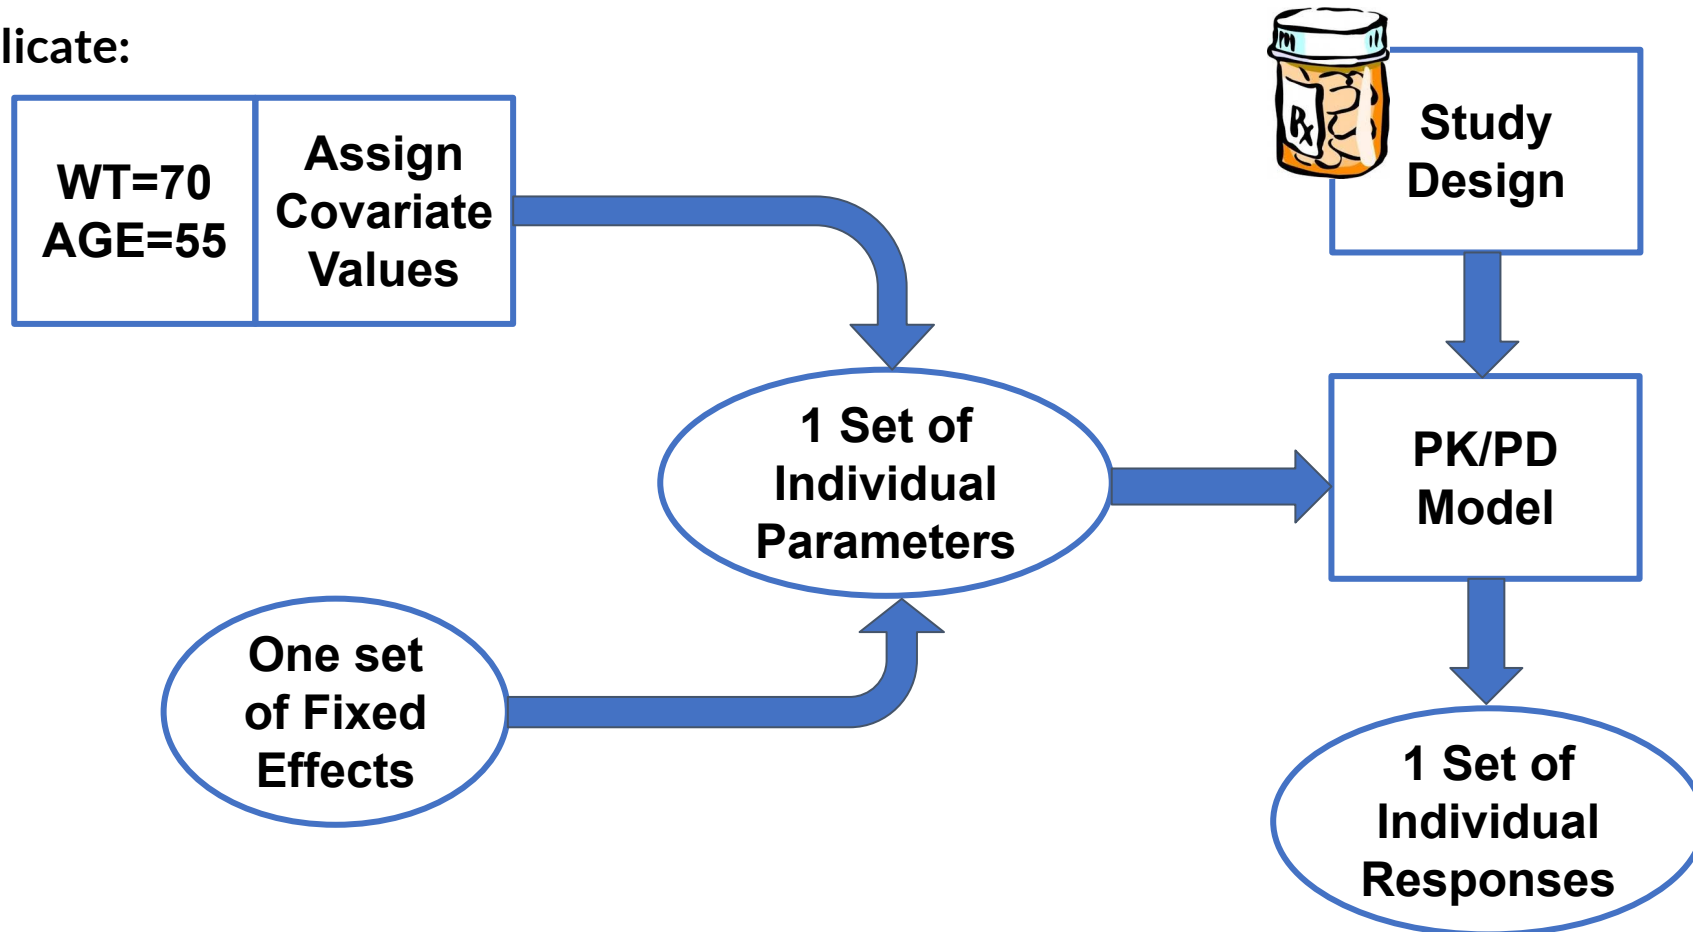 licate:
WT=70
AGE=55
Assign
Covariate
Values
Rx
Study
Design
1 Set of
Individual
Parameters
PK/PD
Model
One set
of Fixed
Effects
1 Set of
Individual
Responses